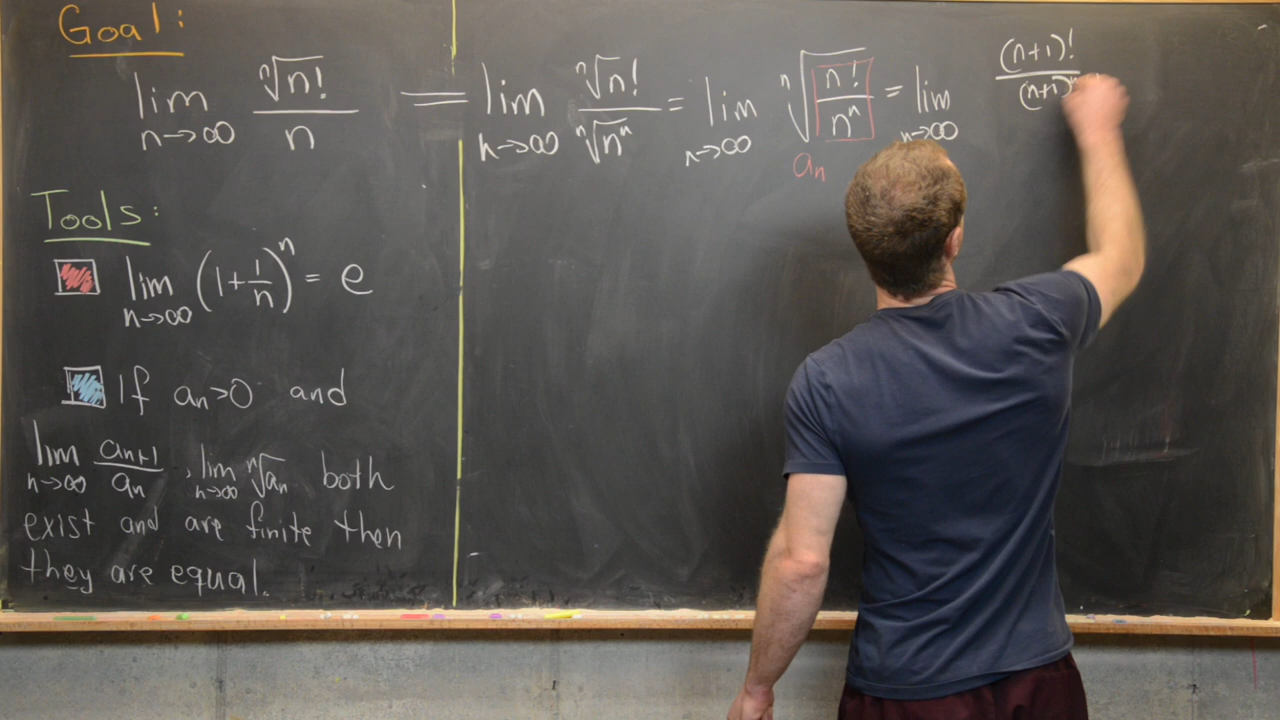 Goal:
lim n→∞ ⁿ√n! / n = lim n→∞ ⁿ√n! / ⁿ√nⁿ = lim n→∞ ⁿ√(n! / nⁿ) = lim n→∞ (n+1)! / (n+1)
aₙ
Tools:
lim n→∞ (1+1/n)ⁿ = e
If aₙ>0 and
lim n→∞ aₙ₊₁/aₙ , lim n→∞ ⁿ√aₙ both
exist and are finite then
they are equal.